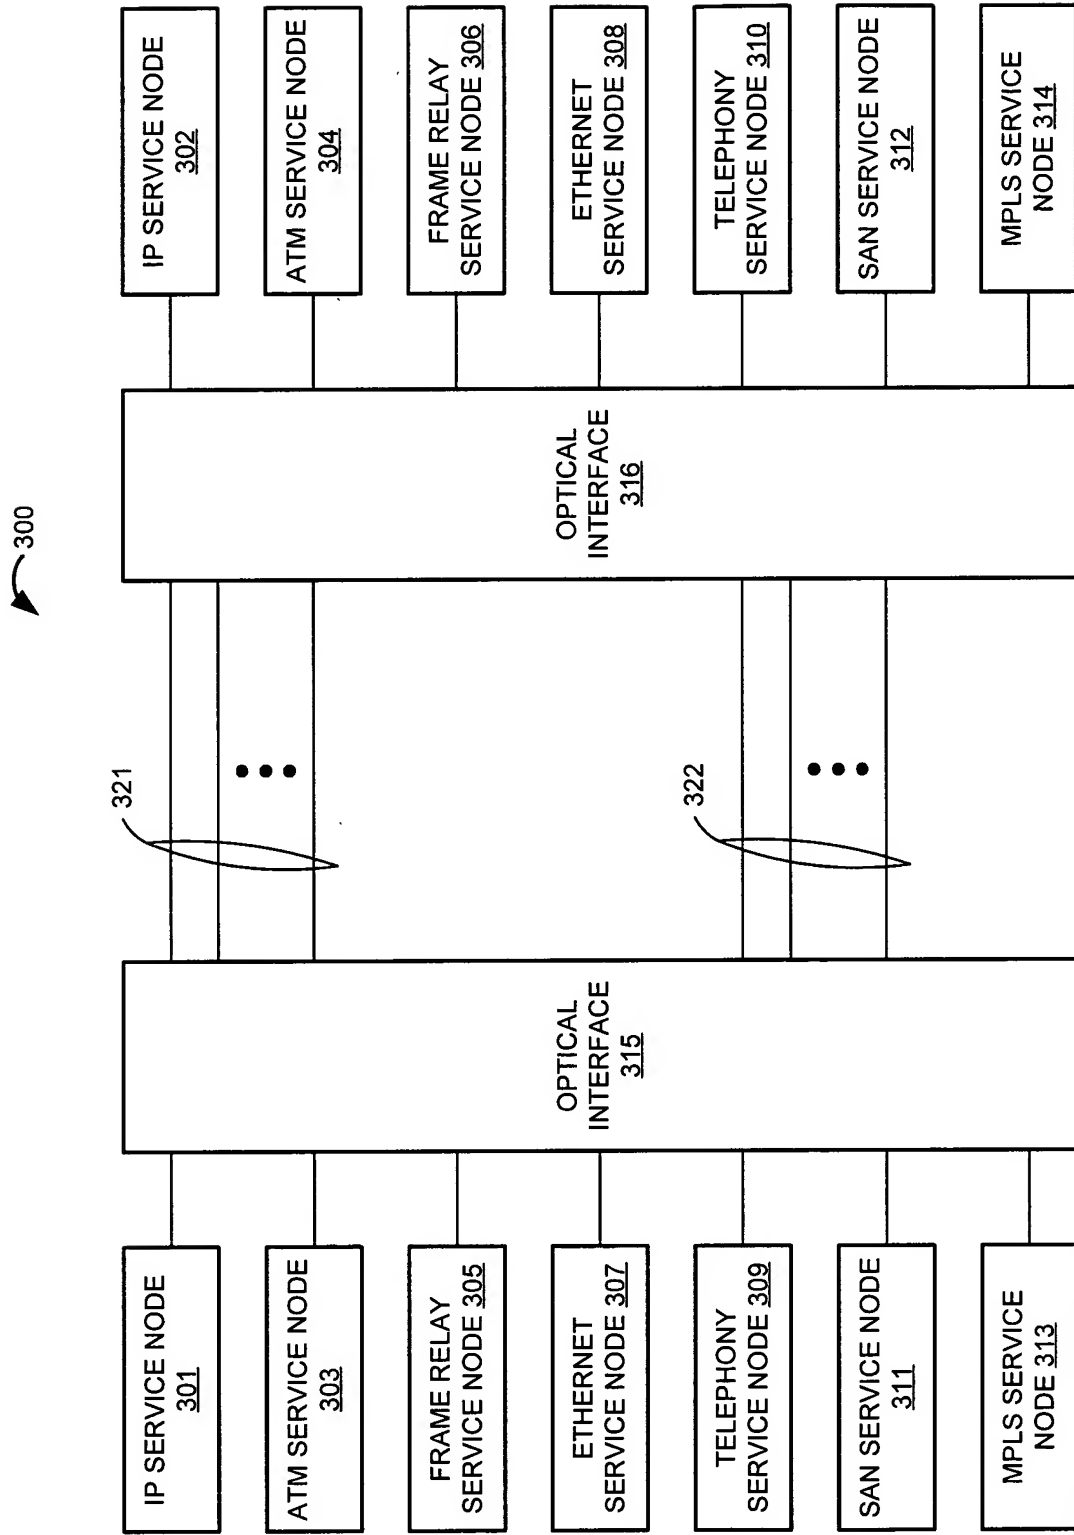 300
IP SERVICE NODE
301
ATM SERVICE NODE
303
FRAME RELAY
SERVICE NODE 305
ETHERNET
SERVICE NODE 307
TELEPHONY
SERVICE NODE 309
SAN SERVICE NODE
311
MPLS SERVICE
NODE 313
OPTICAL
INTERFACE
315
321
322
OPTICAL
INTERFACE
316
IP SERVICE NODE
302
ATM SERVICE NODE
304
FRAME RELAY
SERVICE NODE 306
ETHERNET
SERVICE NODE 308
TELEPHONY
SERVICE NODE 310
SAN SERVICE NODE
312
MPLS SERVICE
NODE 314